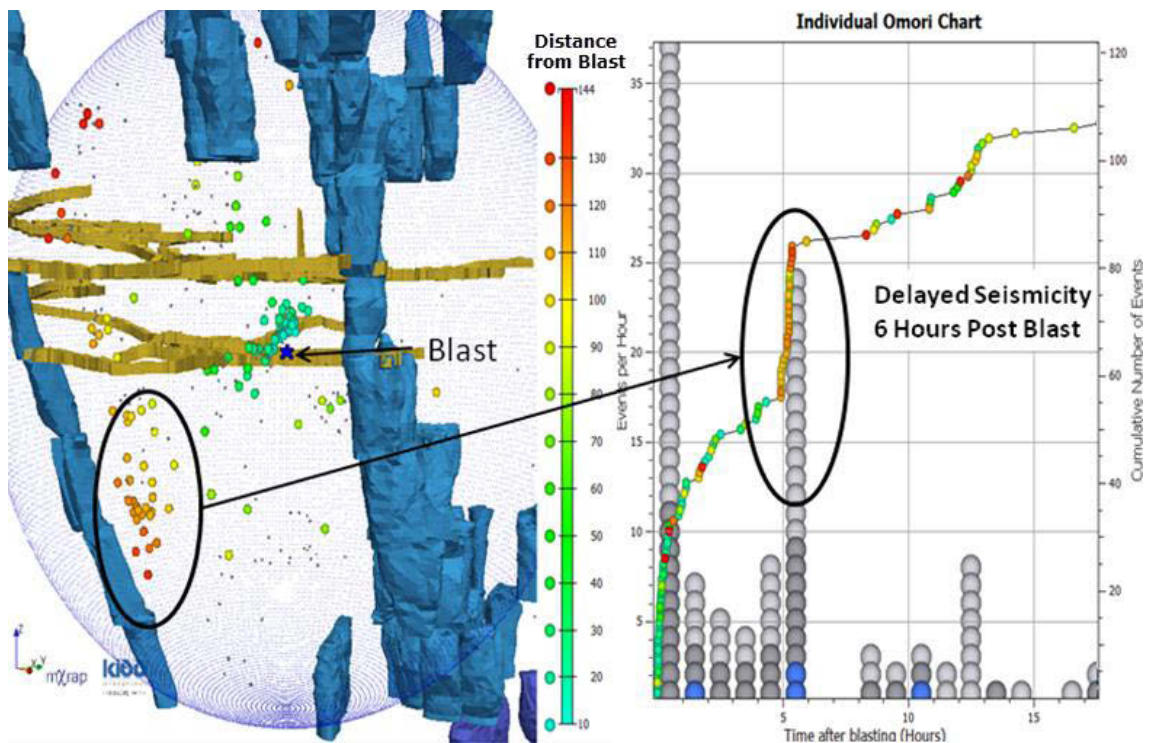 Distance
from Blast
144
130
120
110
100
90
80
70
60
50
40
30
20
10
Blast
Z
X
Y
mXrap
Individual Omori Chart
35
30
25
20
15
10
5
Events per Hour
120
100
80
60
40
20
Cumulative Number of Events
Delayed Seismicity
6 Hours Post Blast
5
10
15
Time after blasting (Hours)